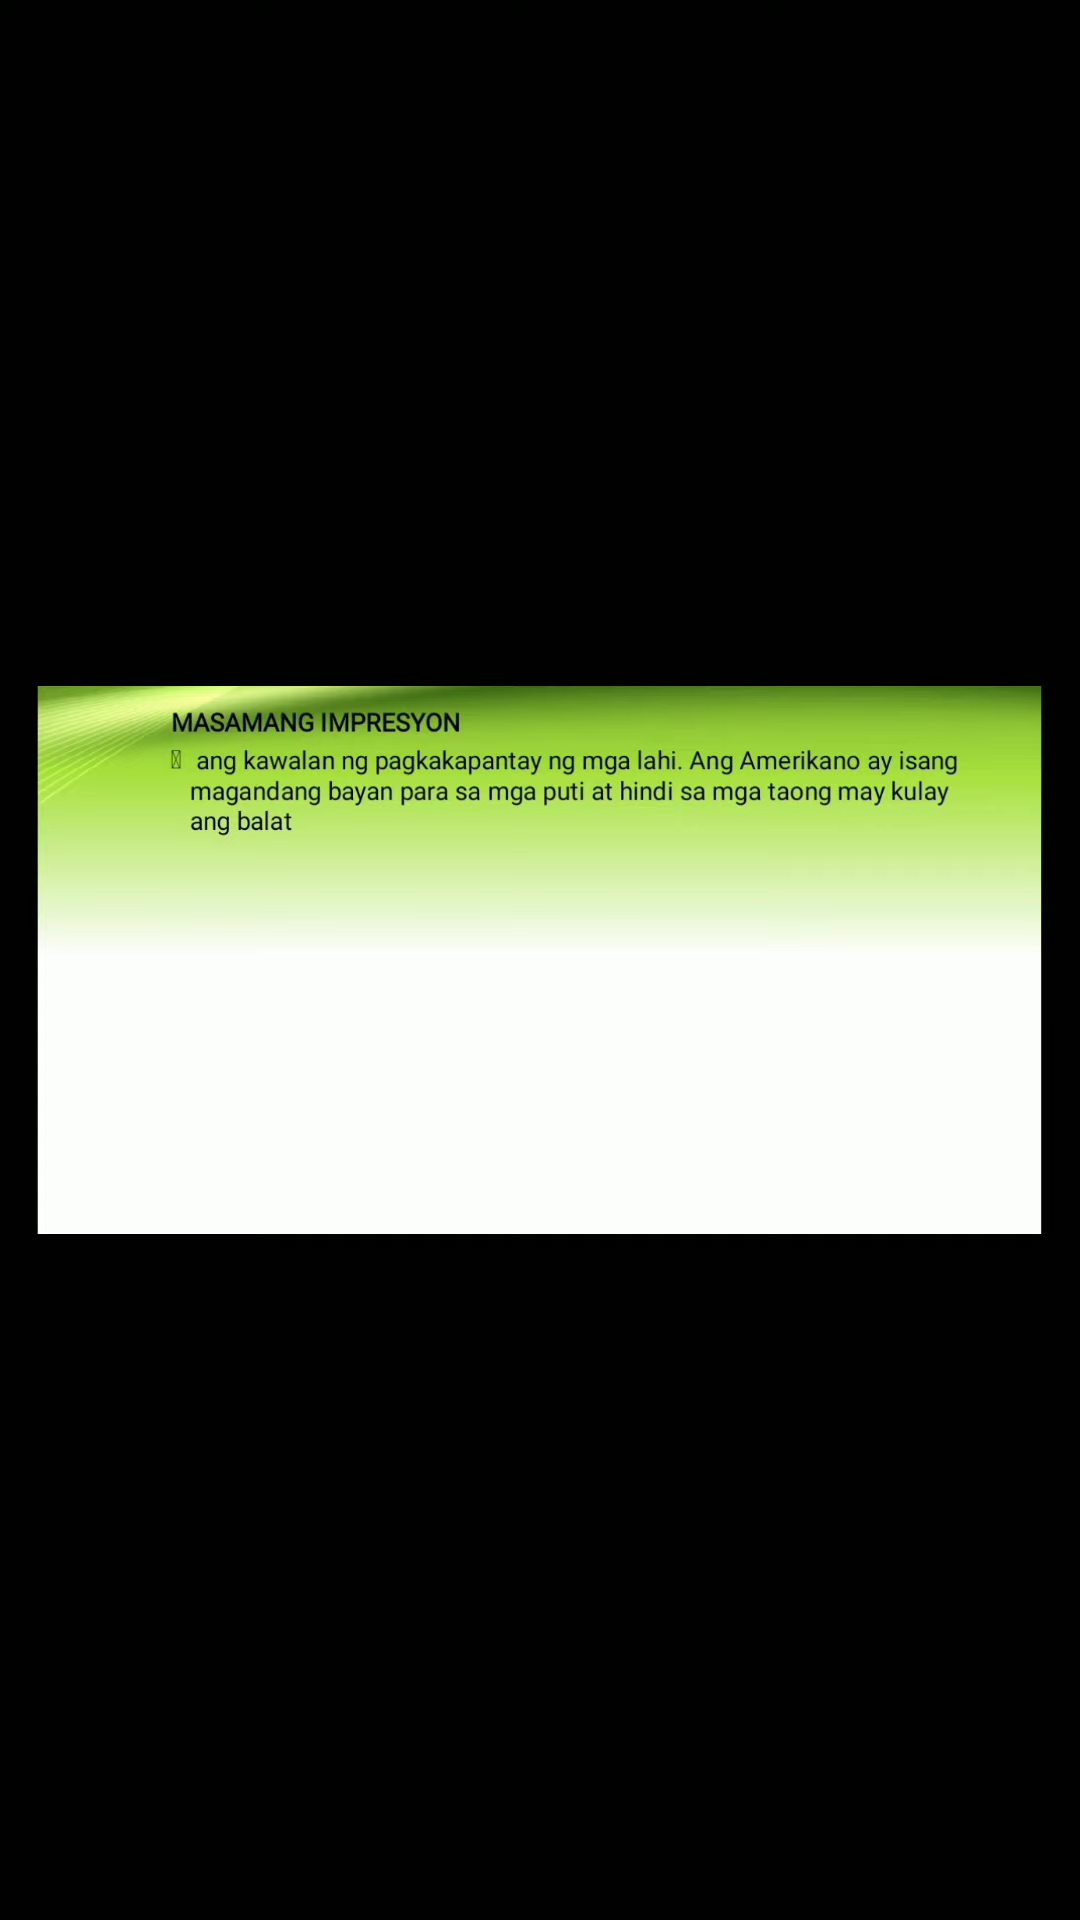 MASAMANG IMPRESYON
ang kawalan ng pagkakapantay ng mga lahi. Ang Amerikano ay isang
magandang bayan para sa mga puti at hindi sa mga taong may kulay
ang balat